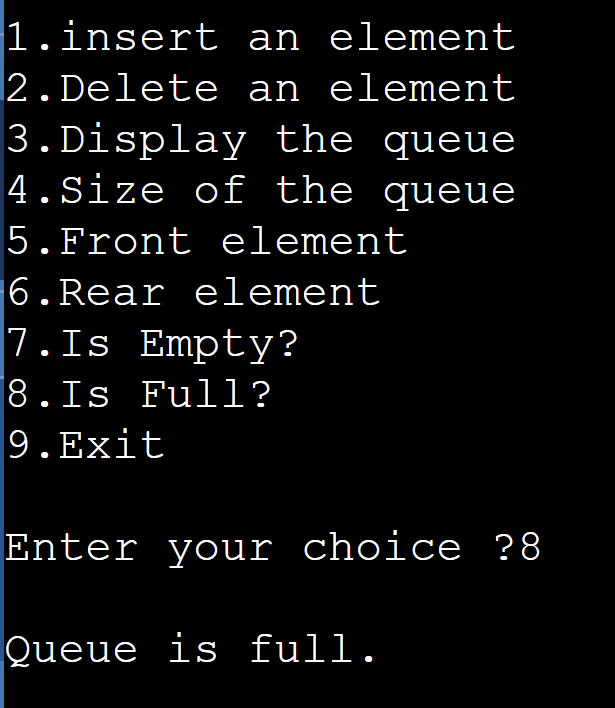 1.insert an element
2.Delete an element
3.Display the queue
4.Size of the queue
5.Front element
6.Rear element
7.Is Empty?
8.Is Full?
9.Exit
Enter your choice ?8
Queue is full.